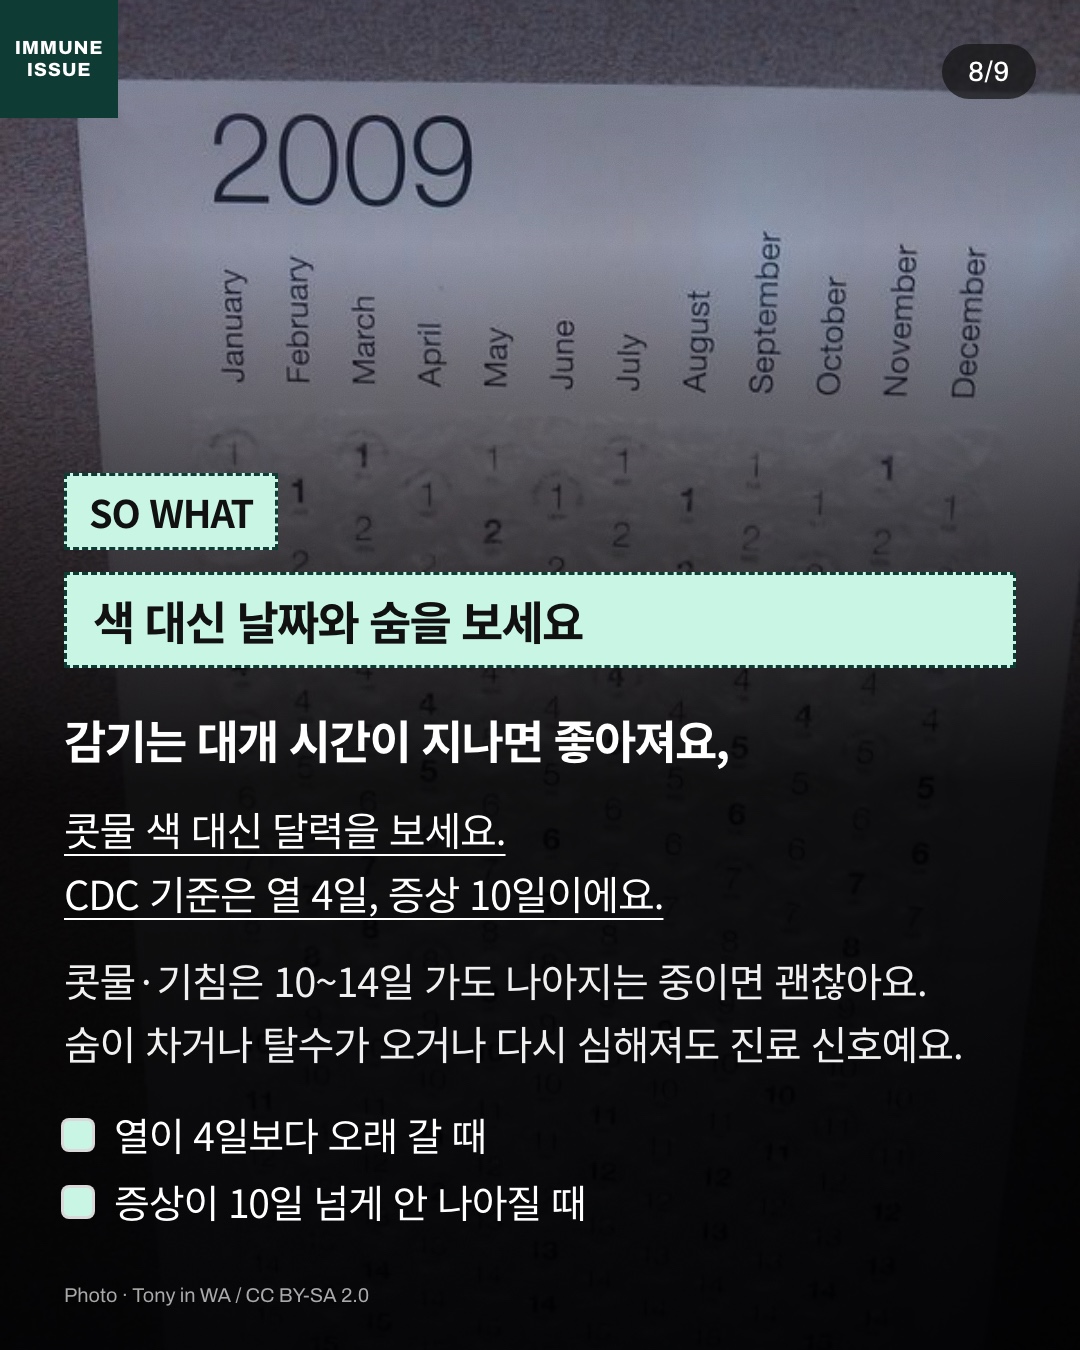 IMMUNE
ISSUE
8/9
2009
January
February
March
April
May
June
July
August
September
October
November
December
SO WHAT
색 대신 날짜와 숨을 보세요
감기는 대개 시간이 지나면 좋아져요,
콧물 색 대신 달력을 보세요.
CDC 기준은 열 4일, 증상 10일이에요.
콧물·기침은 10~14일 가도 나아지는 중이면 괜찮아요.
숨이 차거나 탈수가 오거나 다시 심해져도 진료 신호예요.
열이 4일보다 오래 갈 때
증상이 10일 넘게 안 나아질 때
Photo · Tony in WA / CC BY-SA 2.0